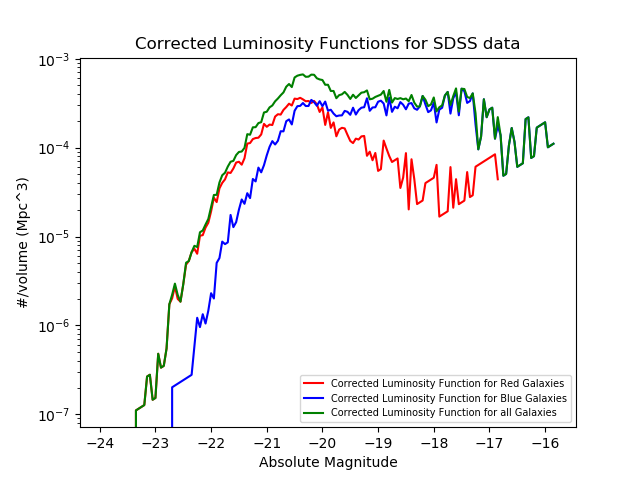 Corrected Luminosity Functions for SDSS data
10^−3
10^−4
10^−5
10^−6
10^−7
#/volume (Mpc^3)
Corrected Luminosity Function for Red Galaxies
Corrected Luminosity Function for Blue Galaxies
Corrected Luminosity Function for all Galaxies
−24 −23 −22 −21 −20 −19 −18 −17 −16
Absolute Magnitude